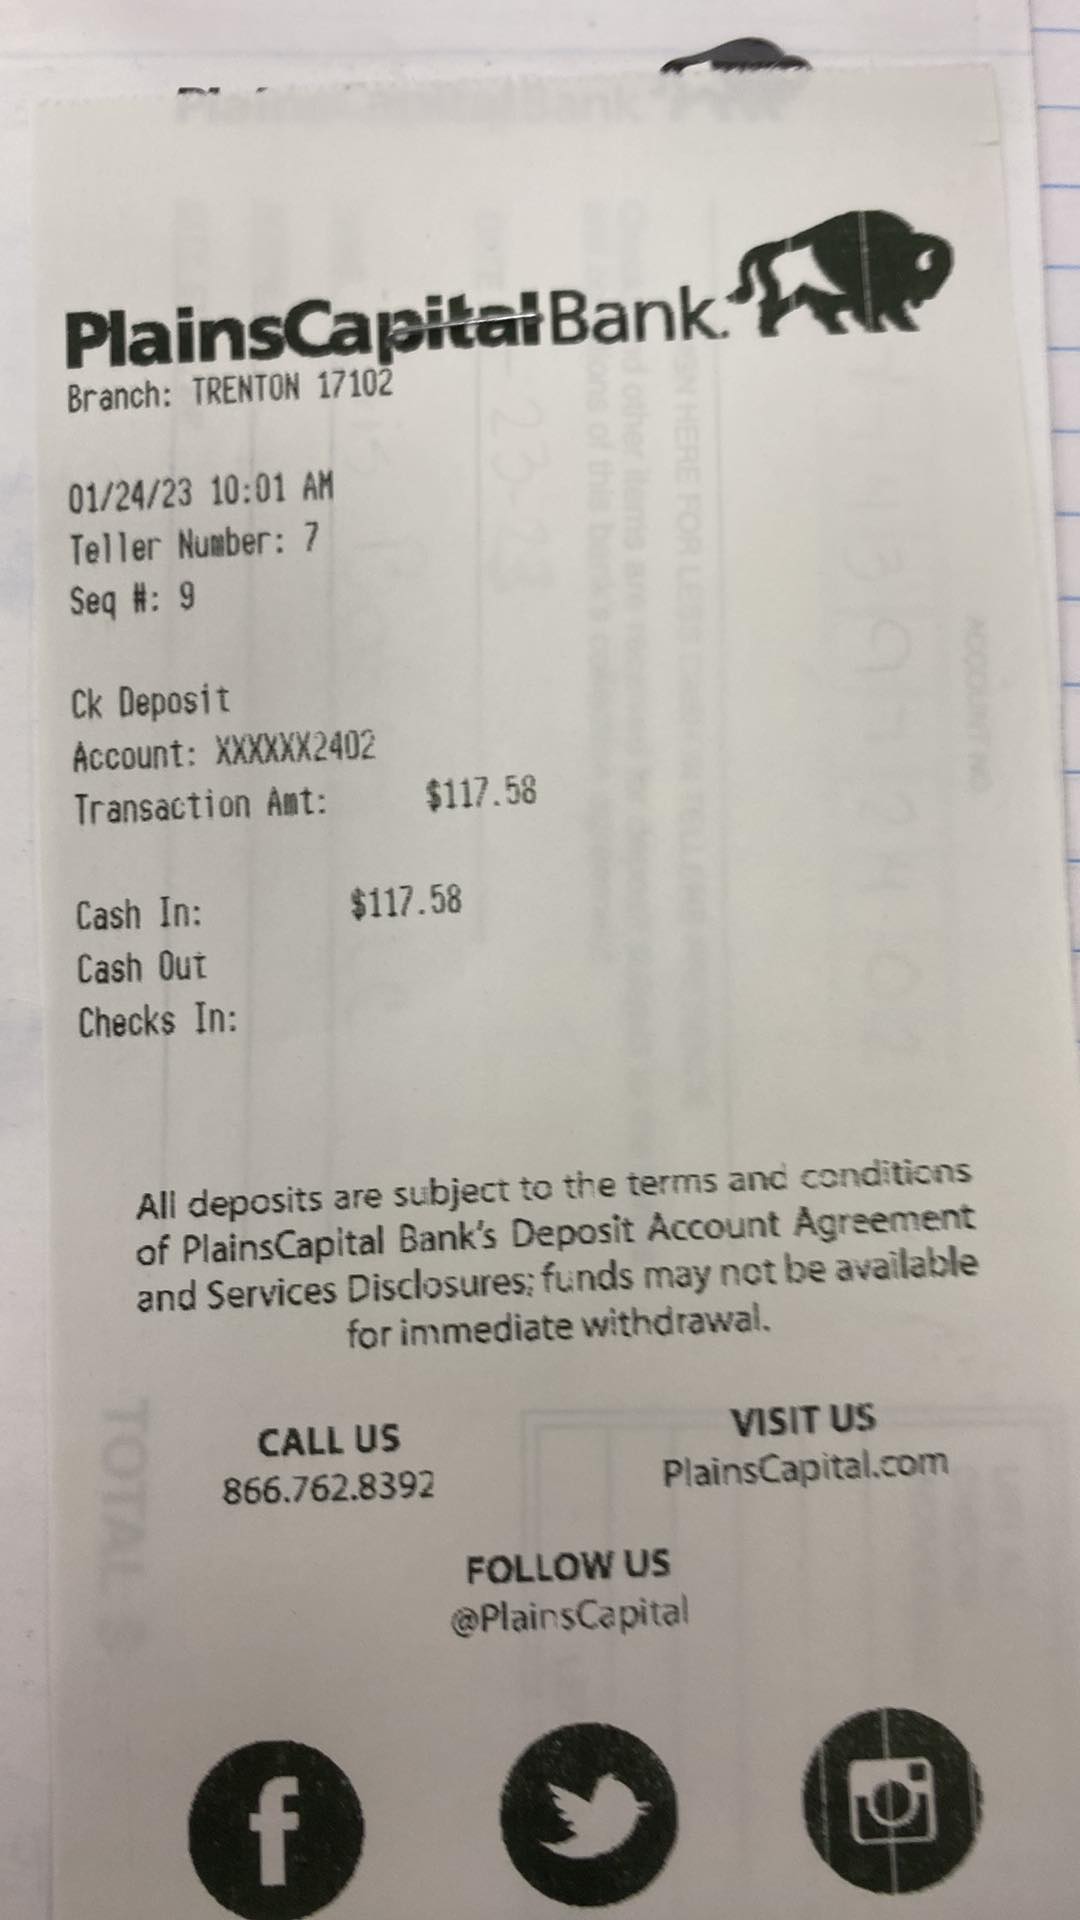 PlainsCapital Bank.
Branch: TRENTON 17102
01/24/23 10:01 AM
Teller Number: 7
Seq #: 9
Ck Deposit
Account: XXXXXX2402
Transaction Amt: $117.58
Cash In: $117.58
Cash Out
Checks In:
All deposits are subject to the terms and conditions
of PlainsCapital Bank's Deposit Account Agreement
and Services Disclosures; funds may not be available
for immediate withdrawal.
CALL US
866.762.8392
VISIT US
PlainsCapital.com
FOLLOW US
@PlainsCapital